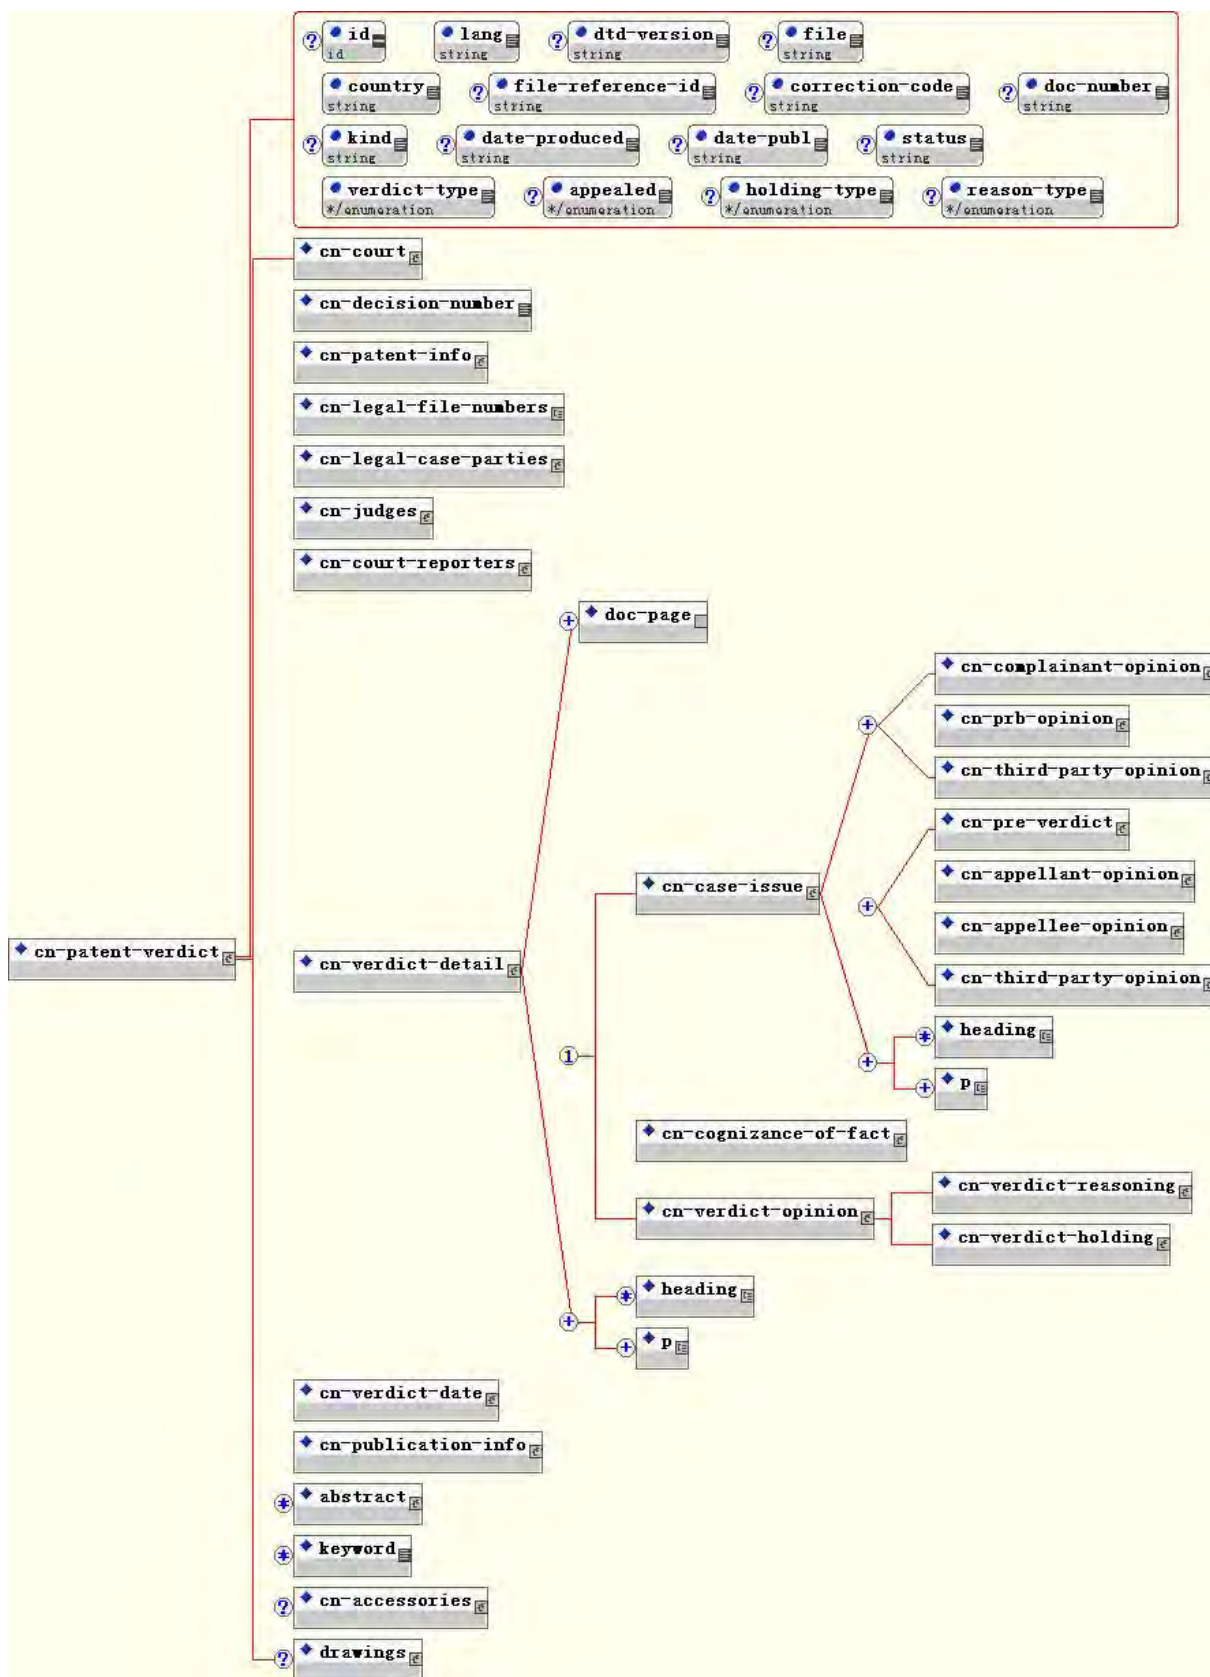 ? id ? lang ? dtd-version ? file
id string string string
country ? file-reference-id ? correction-code ? doc-number
string string string string
? kind ? date-produced ? date-publ ? status
string string string string
verdict-type ? appealed ? holding-type ? reason-type
*/enumeration */enumeration */enumeration */enumeration
cn-court
cn-decision-number
cn-patent-info
cn-legal-file-numbers
cn-legal-case-parties
cn-judges
cn-court-reporters
+ doc-page
cn-complainant-opinion
+ cn-prb-opinion
cn-third-party-opinion
cn-pre-verdict
cn-case-issue cn-appellant-opinion
+ cn-appellee-opinion
cn-patent-verdict cn-verdict-detail cn-third-party-opinion
* heading
1 + + p
cn-cognizance-of-fact
cn-verdict-reasoning
cn-verdict-opinion
cn-verdict-holding
* heading
+ + p
cn-verdict-date
cn-publication-info
* abstract
* keyword
? cn-accessories
? drawings